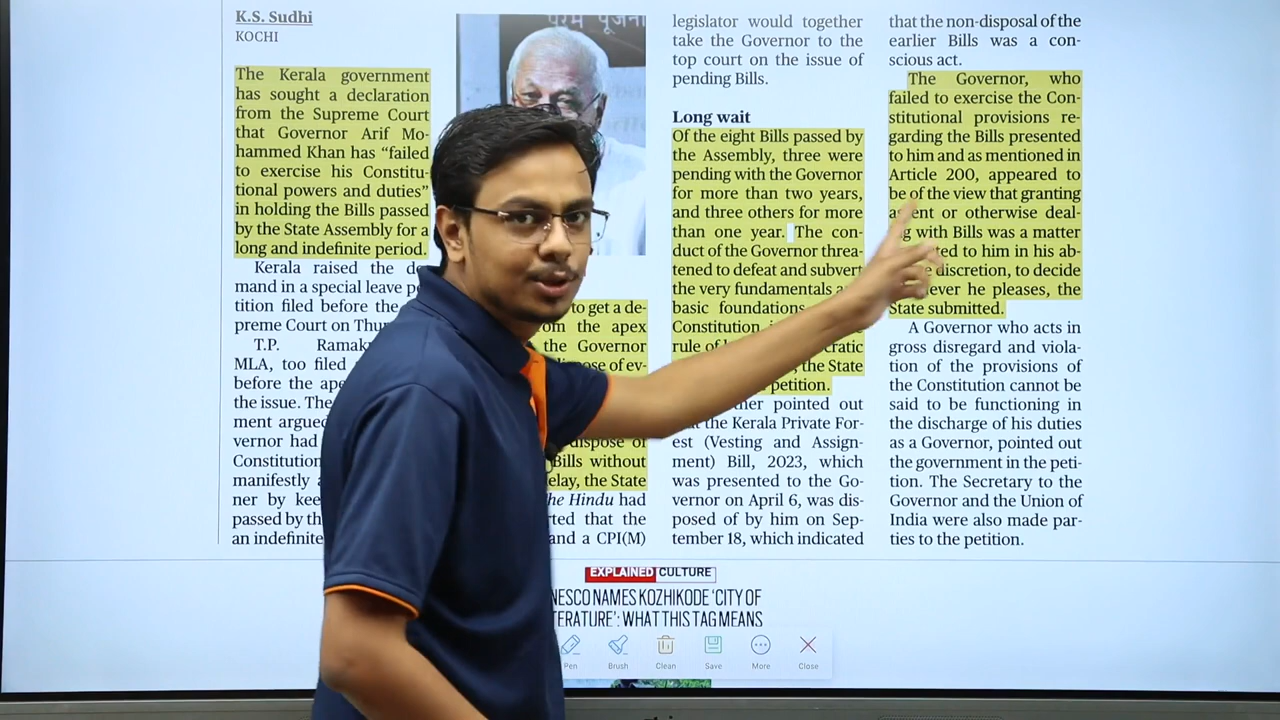 K.S. Sudhi
KOCHI
The Kerala government
has sought a declaration
from the Supreme Court
that Governor Arif Mo-
hammed Khan has “failed
to exercise his Constitu-
tional powers and duties”
in holding the Bills passed
by the State Assembly for a
long and indefinite period.
Kerala raised the de
mand in a special leave pe
tition filed before the
preme Court on Thu
T.P. Ramak
MLA, too filed
before the ape
the issue. The
ment argued
vernor had
Constitution
manifestly a
ner by kee
passed by th
an indefinite
परम पूजनी
to get a de-
om the apex
the Governor
dispose of ev-
dispose of
Bills without
elay, the State
he Hindu had
rted that the
and a CPI(M)
legislator would together
take the Governor to the
top court on the issue of
pending Bills.
Long wait
Of the eight Bills passed by
the Assembly, three were
pending with the Governor
for more than two years,
and three others for more
than one year. The con-
duct of the Governor threa-
tened to defeat and subvert
the very fundamentals a
basic foundations
Constitution
rule of
cratic
the State
petition.
her pointed out
the Kerala Private For-
est (Vesting and Assign-
ment) Bill, 2023, which
was presented to the Go-
vernor on April 6, was dis-
posed of by him on Sep-
tember 18, which indicated
that the non-disposal of the
earlier Bills was a con-
scious act.
The Governor, who
failed to exercise the Con-
stitutional provisions re-
garding the Bills presented
to him and as mentioned in
Article 200, appeared to
be of the view that granting
a ent or otherwise deal-
g with Bills was a matter
ted to him in his ab-
e discretion, to decide
ever he pleases, the
State submitted.
A Governor who acts in
gross disregard and viola-
tion of the provisions of
the Constitution cannot be
said to be functioning in
the discharge of his duties
as a Governor, pointed out
the government in the peti-
tion. The Secretary to the
Governor and the Union of
India were also made par-
ties to the petition.
EXPLAINED CULTURE
NESCO NAMES KOZHIKODE ‘CITY OF
TERATURE’: WHAT THIS TAG MEANS
Pen Brush Clean Save More Close